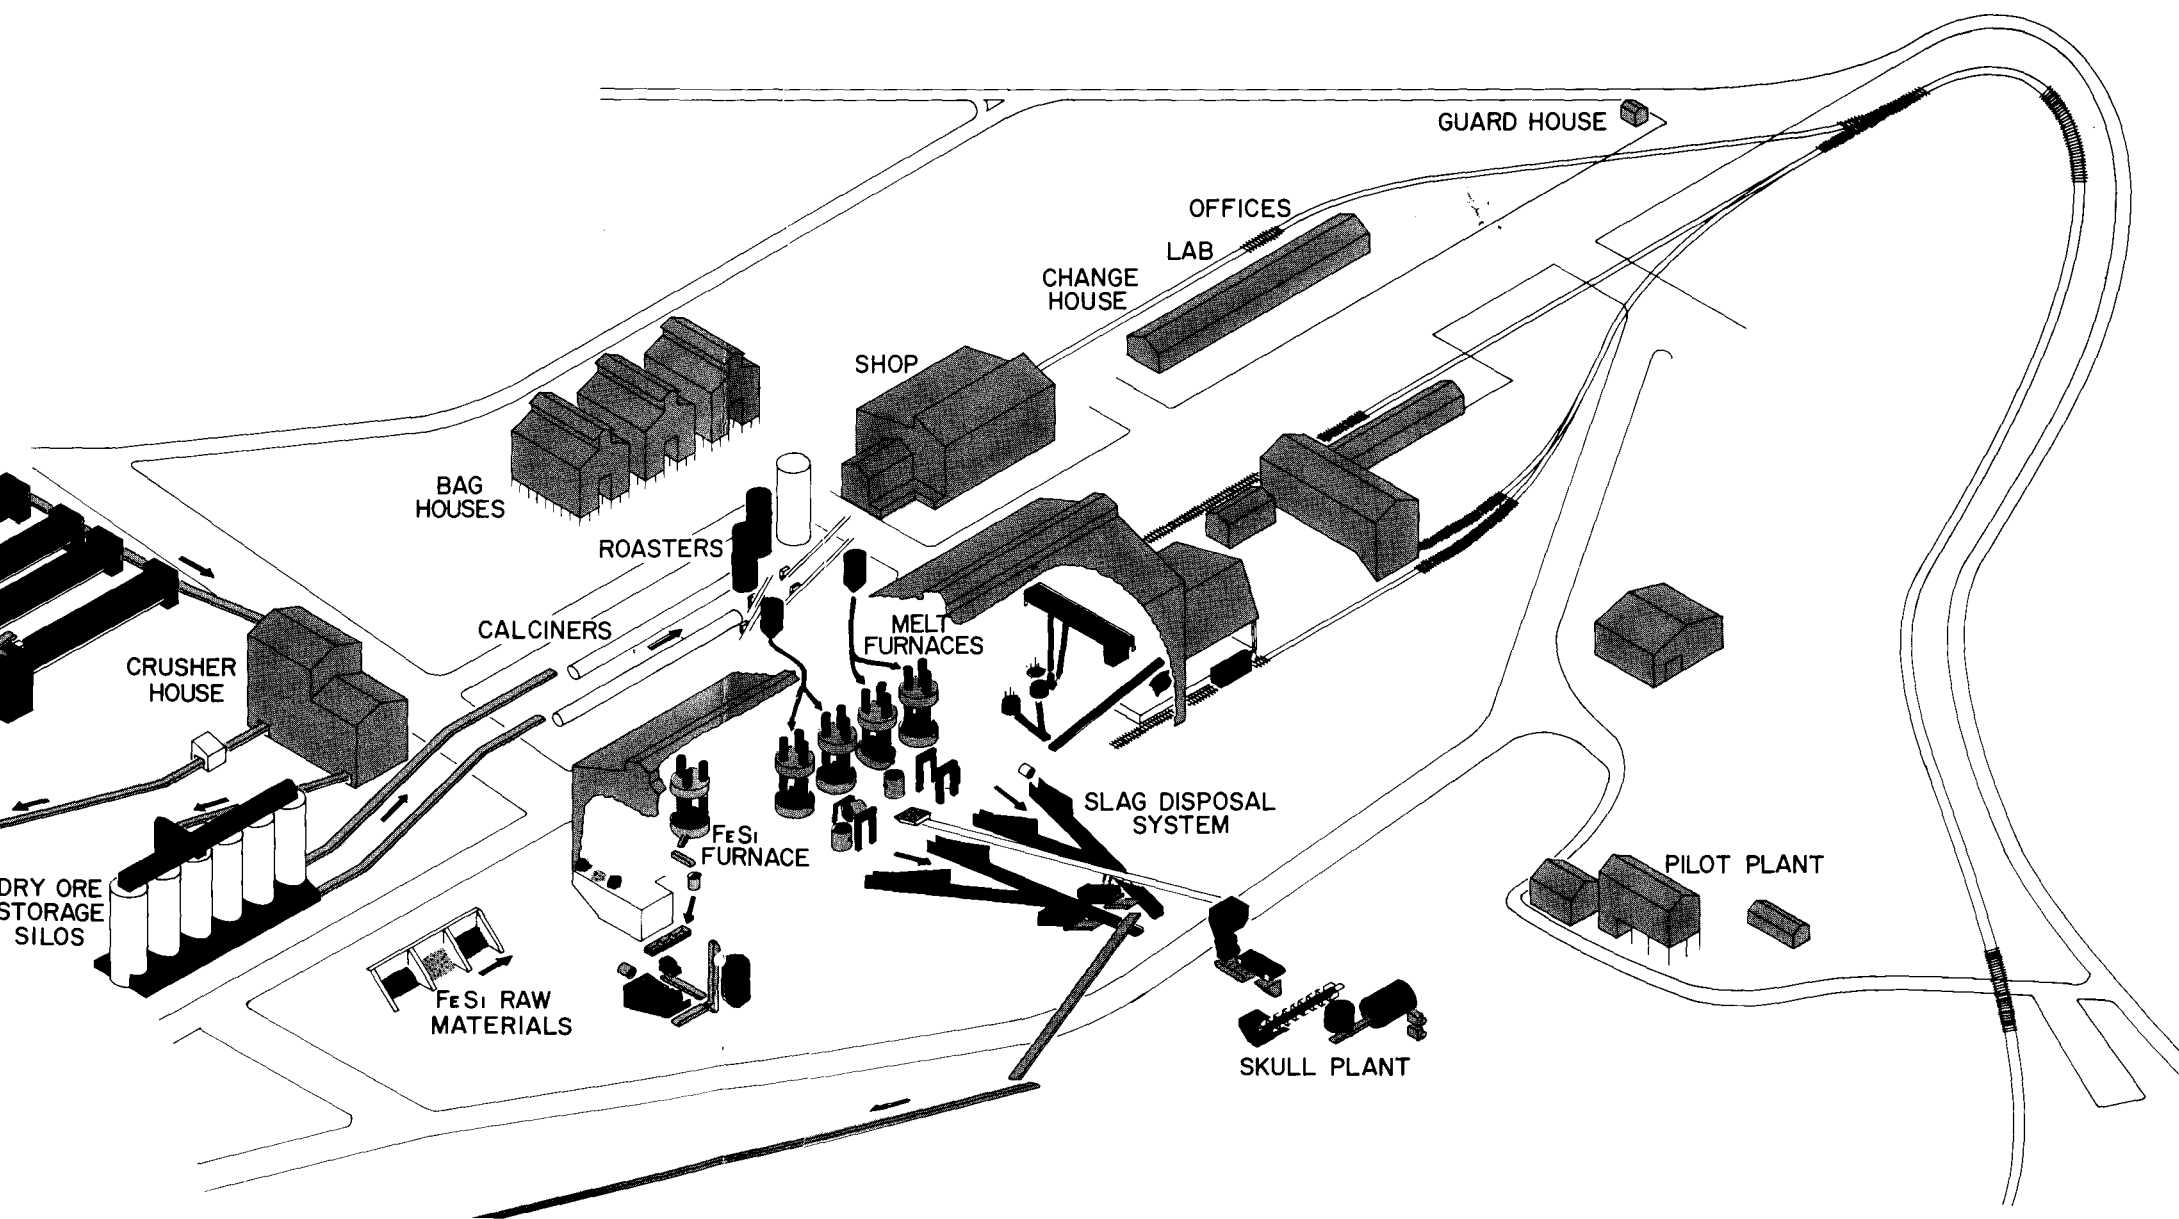 GUARD HOUSE
OFFICES
LAB
CHANGE
HOUSE
SHOP
BAG
HOUSES
ROASTERS
CALCINERS
MELT
FURNACES
CRUSHER
HOUSE
SLAG DISPOSAL
SYSTEM
FeSi
FURNACE
PILOT PLANT
DRY ORE
STORAGE
SILOS
FeSi RAW
MATERIALS
SKULL PLANT